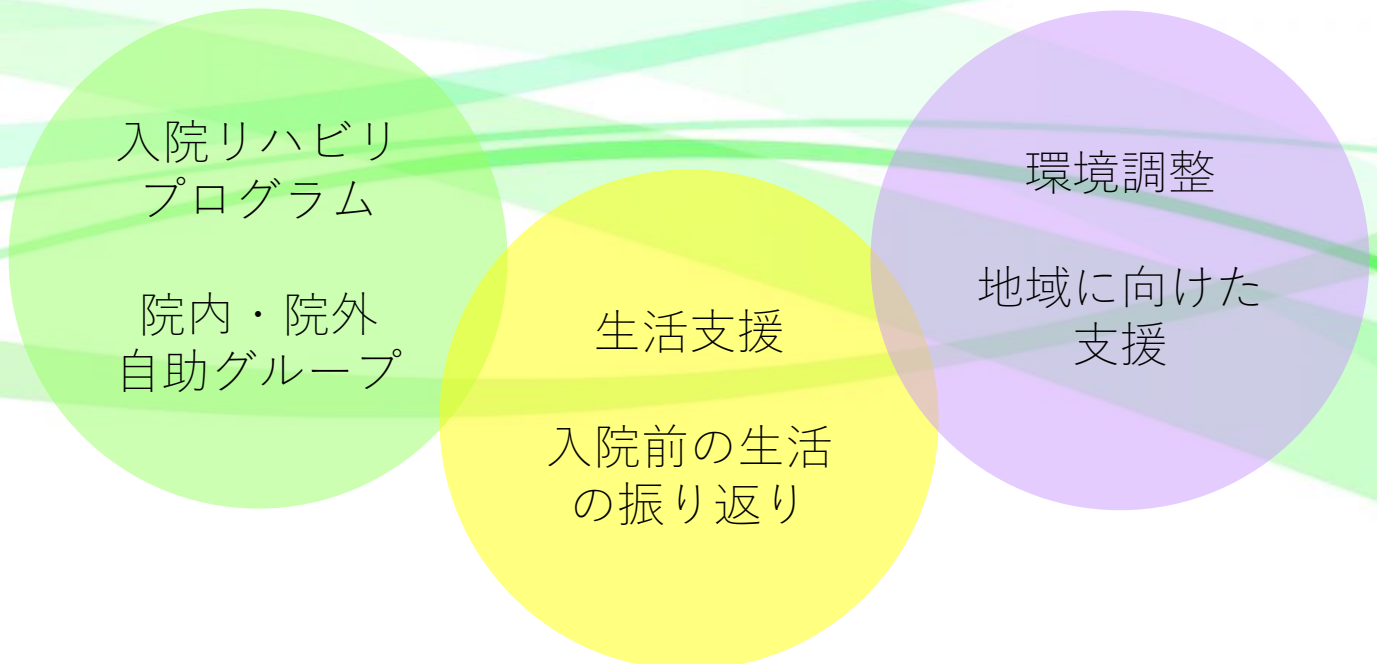 入院リハビリ
プログラム
院内・院外
自助グループ
生活支援
入院前の生活
の振り返り
環境調整
地域に向けた
支援